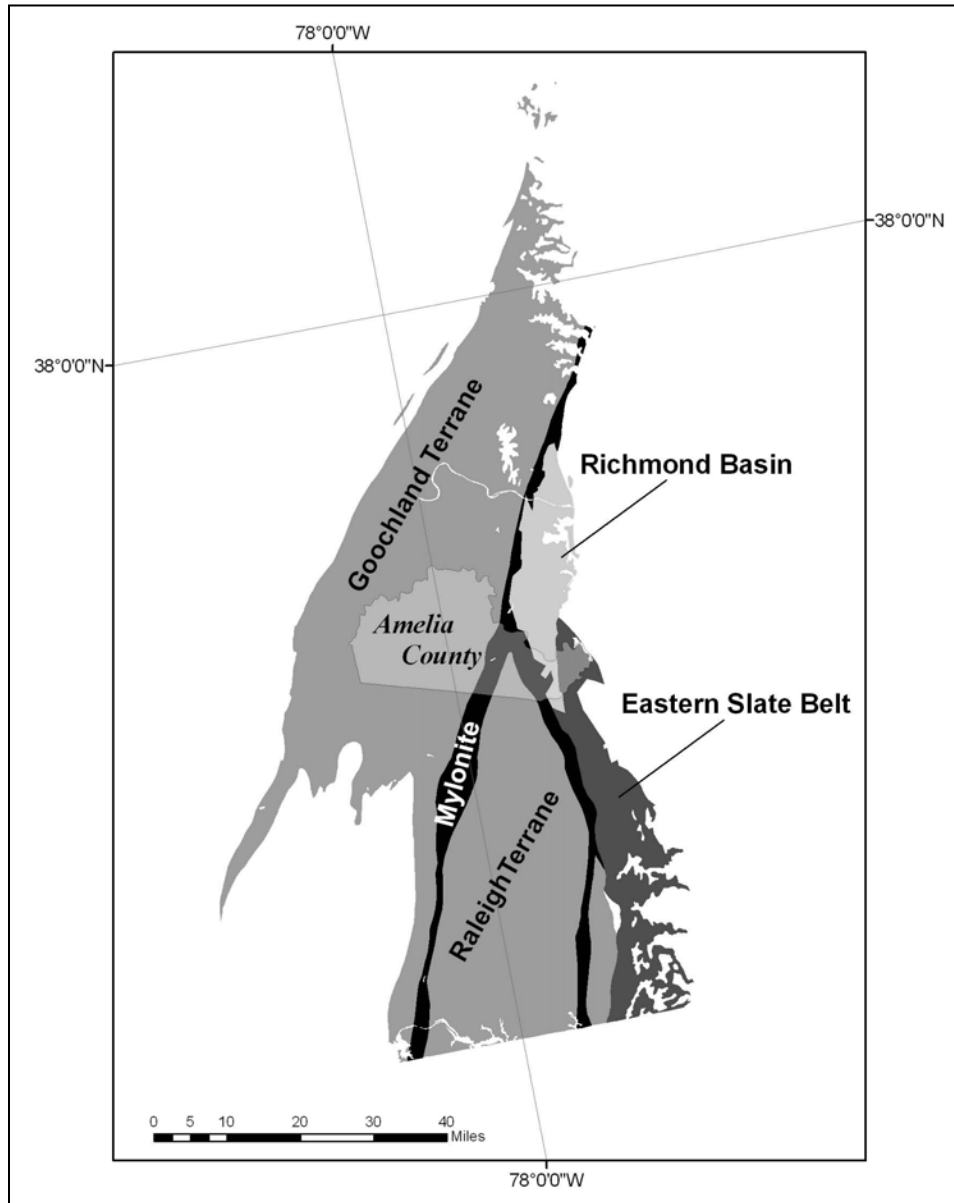 78°0'0"W
38°0'0"N
38°0'0"N
Goochland Terrane
Richmond Basin
Amelia
County
Eastern Slate Belt
Mylonite
RaleighTerrane
0 5 10 20 30 40
Miles
78°0'0"W